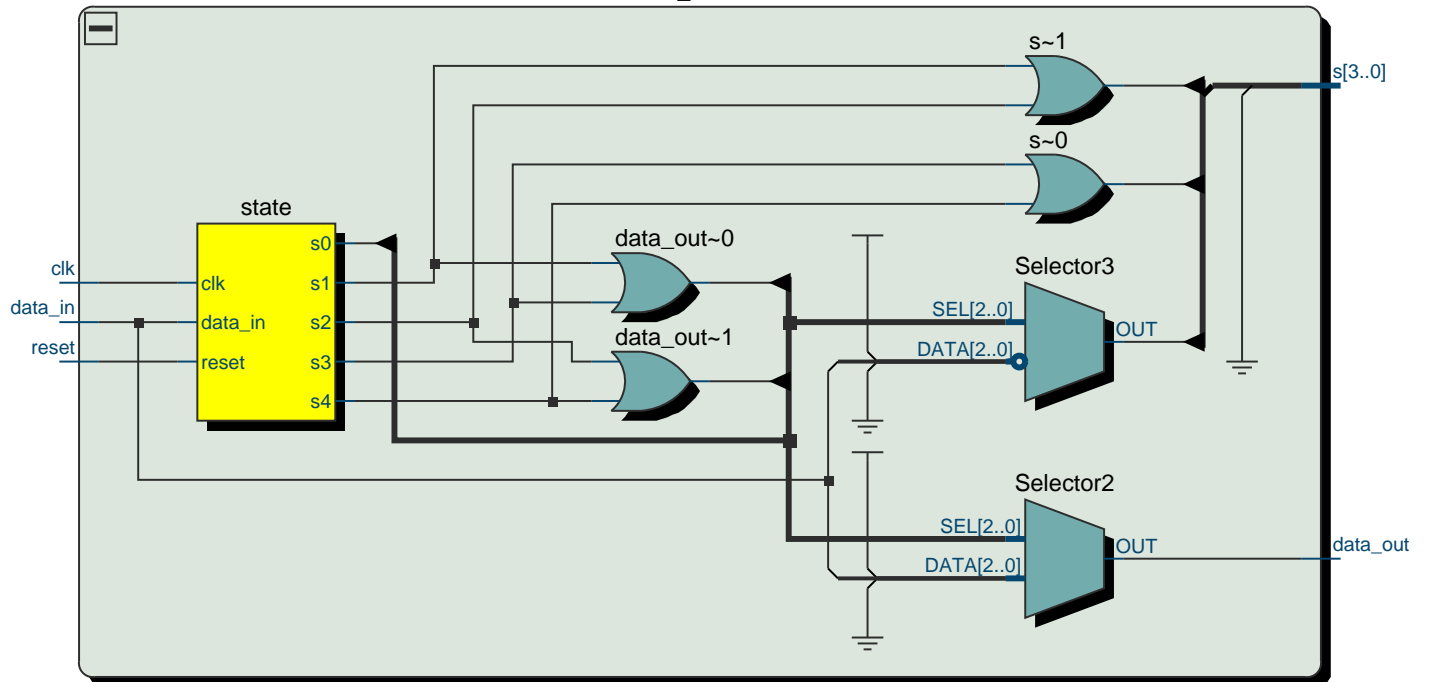 s~1
s[3..0]
s~0
state
s0
data_out~0
clk
clk
s1
Selector3
data_in
data_in
s2
SEL[2..0]
OUT
reset
reset
s3
data_out~1
DATA[2..0]
s4
Selector2
SEL[2..0]
OUT
data_out
DATA[2..0]